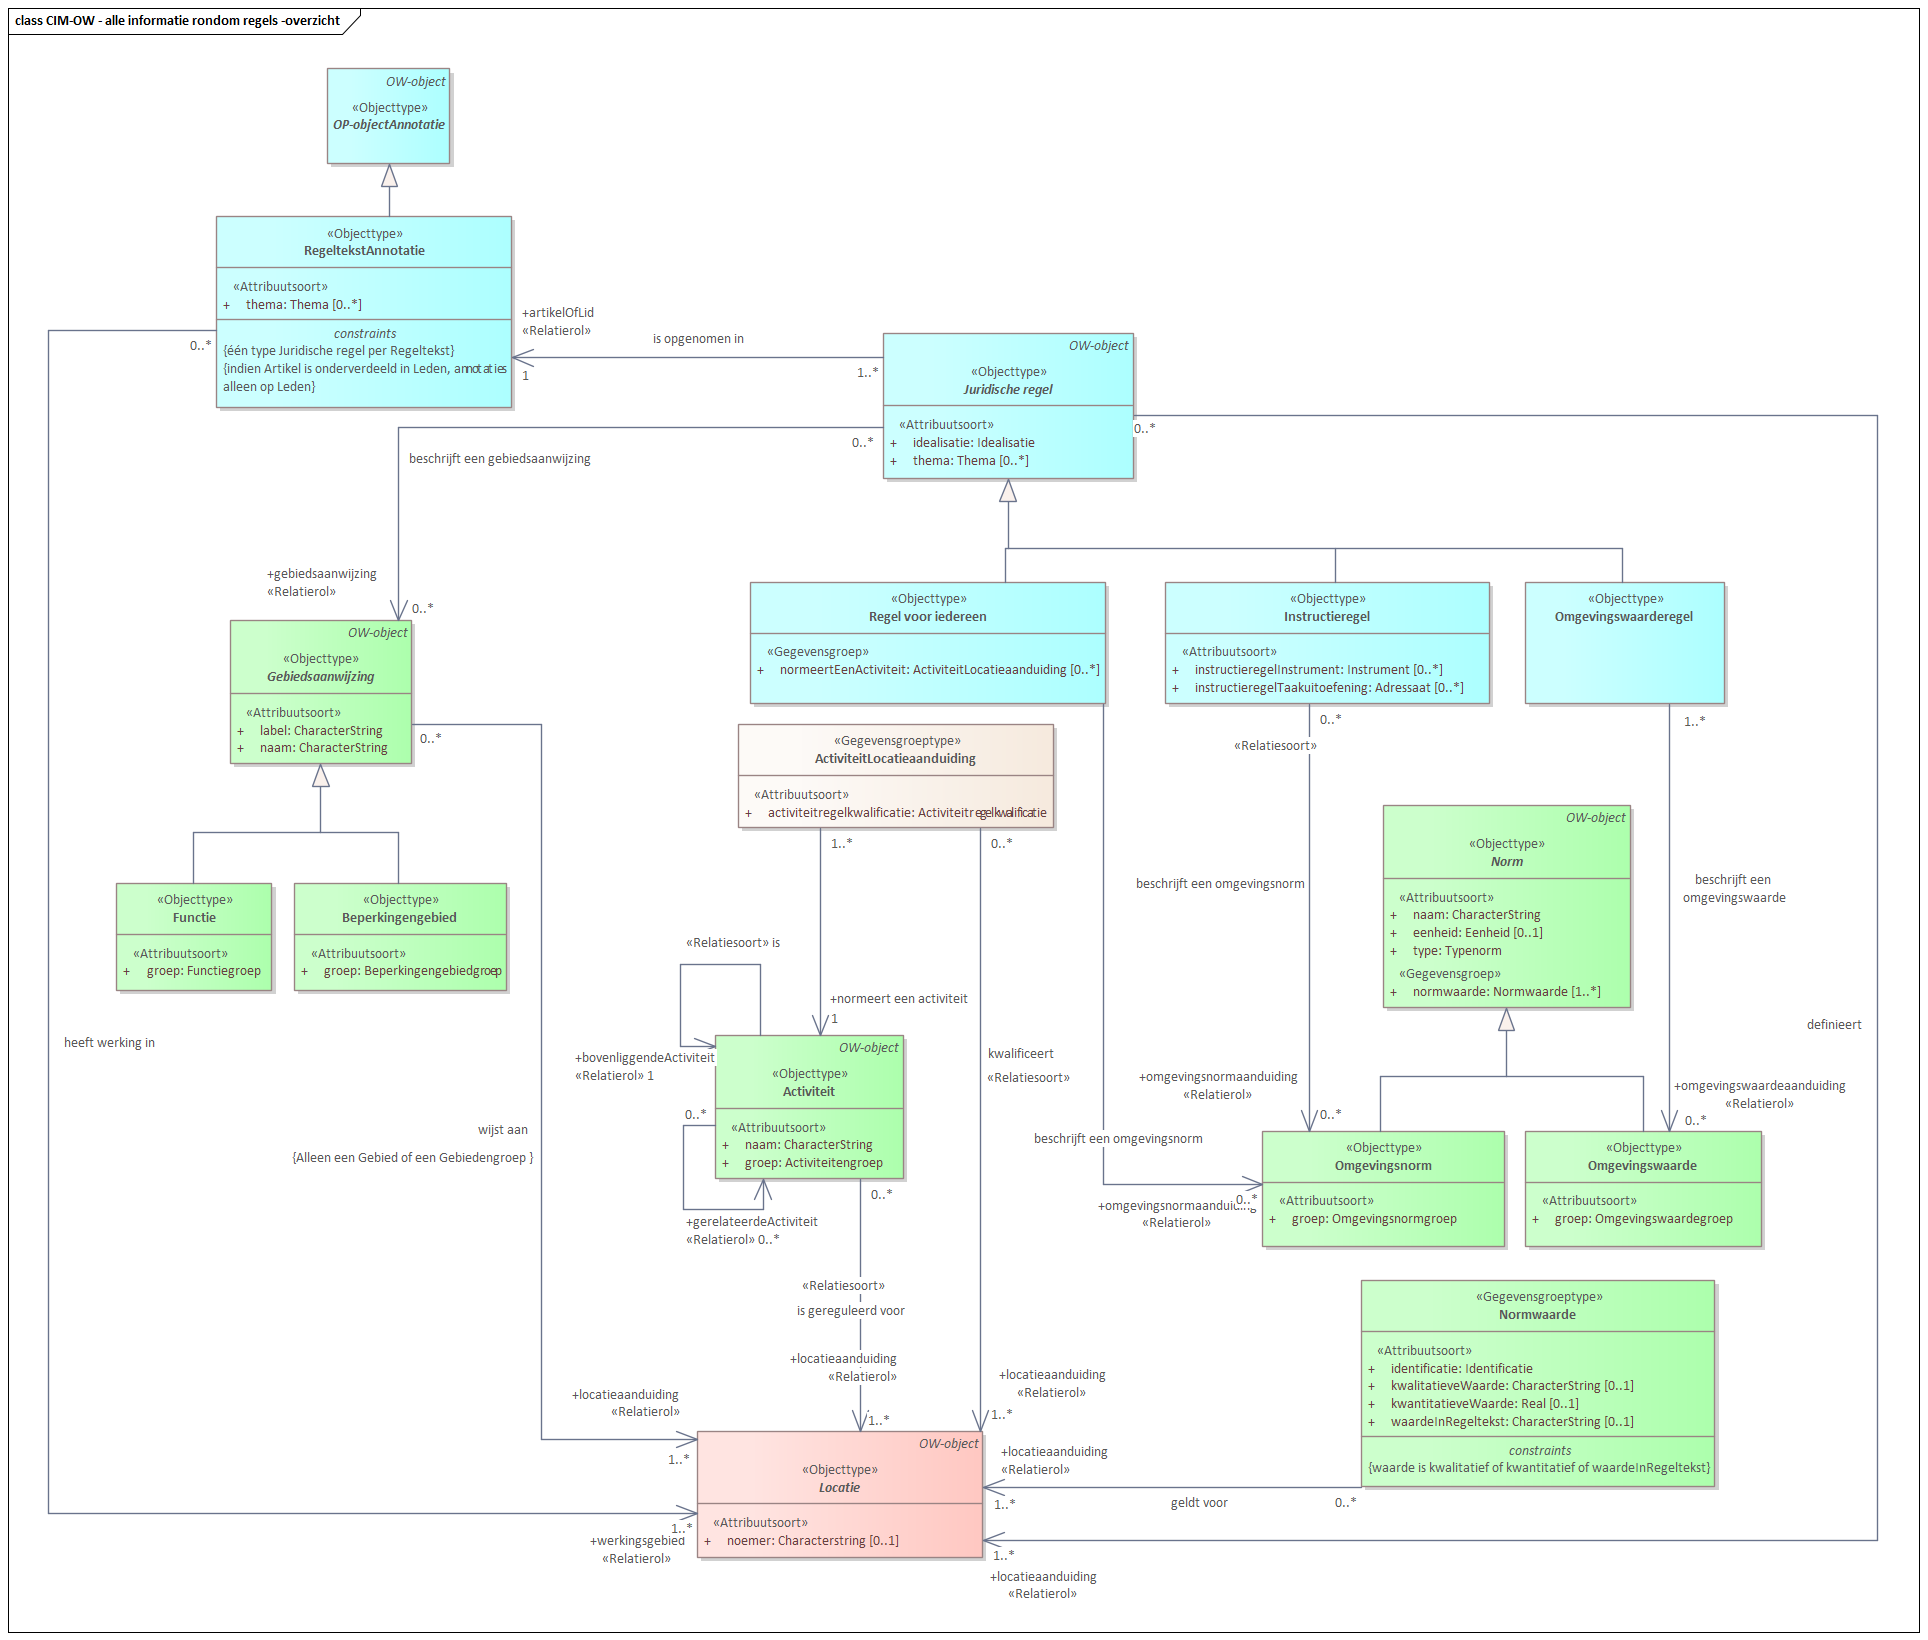 class CIM-OW - alle informatie rondom regels -overzicht
OW-object
«Objecttype»
OP-objectAnnotatie
«Objecttype»
RegeltekstAnnotatie
«Attribuutsoort»
+ thema: Thema [0..*]
constraints
{één type Juridische regel per Regeltekst}
{indien Artikel is onderverdeeld in Leden, annotaties
alleen op Leden}
0..*
+artikelOfLid
«Relatierol»
1
is opgenomen in
1..*
OW-object
«Objecttype»
Juridische regel
«Attribuutsoort»
+ idealisatie: Idealisatie
+ thema: Thema [0..*]
0..*
0..*
beschrijft een gebiedsaanwijzing
+gebiedsaanwijzing
«Relatierol»
0..*
OW-object
«Objecttype»
Gebiedsaanwijzing
«Attribuutsoort»
+ label: CharacterString
+ naam: CharacterString
0..*
«Objecttype»
Regel voor iedereen
«Gegevensgroep»
+ normeertEenActiviteit: ActiviteitLocatieaanduiding [0..*]
«Objecttype»
Instructieregel
«Attribuutsoort»
+ instructieregelInstrument: Instrument [0..*]
+ instructieregelTaakuitoefening: Adressaat [0..*]
«Objecttype»
Omgevingswaarderegel
0..*
«Relatiesoort»
1..*
«Gegevensgroeptype»
ActiviteitLocatieaanduiding
«Attribuutsoort»
+ activiteitregelkwalificatie: Activiteitregelkwalificatie
1..*
0..*
OW-object
«Objecttype»
Norm
«Attribuutsoort»
+ naam: CharacterString
+ eenheid: Eenheid [0..1]
+ type: Typenorm
«Gegevensgroep»
+ normwaarde: Normwaarde [1..*]
beschrijft een omgevingsnorm
beschrijft een
omgevingswaarde
«Objecttype»
Functie
«Attribuutsoort»
+ groep: Functiegroep
«Objecttype»
Beperkingengebied
«Attribuutsoort»
+ groep: Beperkingengebiedgroep
«Relatiesoort» is
+normeert een activiteit
1
+bovenliggendeActiviteit
«Relatierol» 1
OW-object
«Objecttype»
Activiteit
«Attribuutsoort»
+ naam: CharacterString
+ groep: Activiteitengroep
0..*
+gerelateerdeActiviteit
«Relatierol» 0..*
0..*
heeft werking in
kwalificeert
«Relatiesoort»
definieert
+omgevingsnormaanduiding
«Relatierol»
0..*
+omgevingswaardeaanduiding
«Relatierol»
0..*
wijst aan
{Alleen een Gebied of een Gebiedengroep }
beschrijft een omgevingsnorm
0..*
«Relatierol»
«Objecttype»
Omgevingsnorm
«Attribuutsoort»
+ groep: Omgevingsnormgroep
«Objecttype»
Omgevingswaarde
«Attribuutsoort»
+ groep: Omgevingswaardegroep
«Relatiesoort»
is gereguleerd voor
+locatieaanduiding
«Relatierol»
1..*
+locatieaanduiding
«Relatierol»
1..*
+locatieaanduiding
«Relatierol»
1..*
«Gegevensgroeptype»
Normwaarde
«Attribuutsoort»
+ identificatie: Identificatie
+ kwalitatieveWaarde: CharacterString [0..1]
+ kwantitatieveWaarde: Real [0..1]
+ waardeInRegeltekst: CharacterString [0..1]
constraints
{waarde is kwalitatief of kwantitatief of waardeInRegeltekst}
OW-object
«Objecttype»
Locatie
«Attribuutsoort»
+ noemer: Characterstring [0..1]
+locatieaanduiding
«Relatierol»
1..*
geldt voor
0..*
1..*
+werkingsgebied
«Relatierol»
1..*
+locatieaanduiding
«Relatierol»